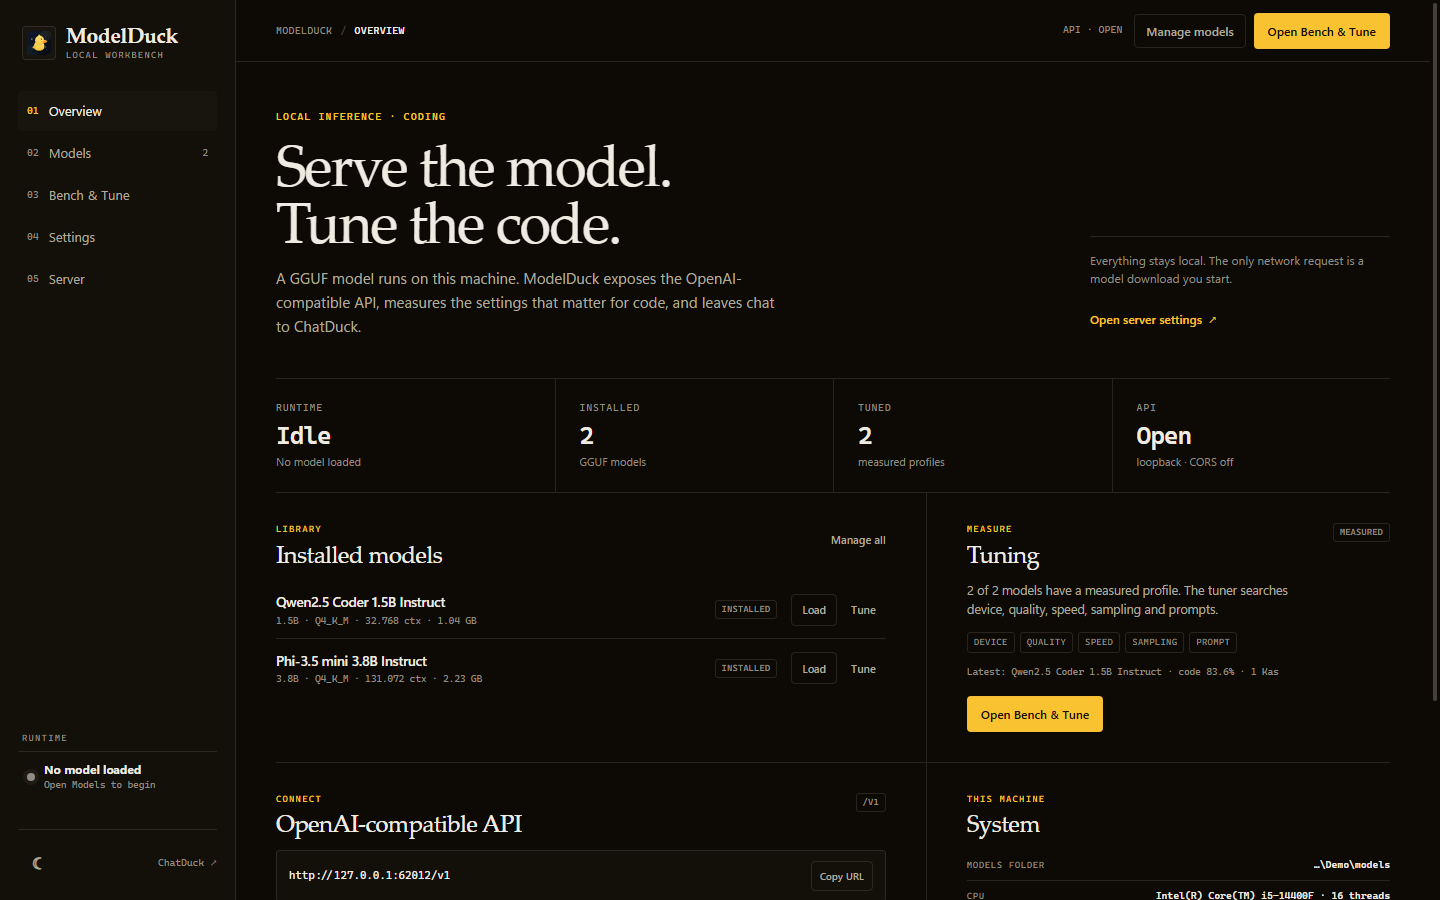 ModelDuck
LOCAL WORKBENCH
01 Overview
02 Models 2
03 Bench & Tune
04 Settings
05 Server
RUNTIME
No model loaded
Open Models to begin
ChatDuck ↗
MODELDUCK / OVERVIEW
API · OPEN
Manage models
Open Bench & Tune
LOCAL INFERENCE · CODING
Serve the model.
Tune the code.
A GGUF model runs on this machine. ModelDuck exposes the OpenAI-
compatible API, measures the settings that matter for code, and leaves chat
to ChatDuck.
Everything stays local. The only network request is a
model download you start.
Open server settings ↗
RUNTIME
Idle
No model loaded
INSTALLED
2
GGUF models
TUNED
2
measured profiles
API
Open
loopback · CORS off
LIBRARY
Installed models
Manage all
Qwen2.5 Coder 1.5B Instruct
1.5B · Q4_K_M · 32.768 ctx · 1.04 GB
INSTALLED
Load
Tune
Phi-3.5 mini 3.8B Instruct
3.8B · Q4_K_M · 131.072 ctx · 2.23 GB
INSTALLED
Load
Tune
MEASURE
Tuning
MEASURED
2 of 2 models have a measured profile. The tuner searches
device, quality, speed, sampling and prompts.
DEVICE QUALITY SPEED SAMPLING PROMPT
Latest: Qwen2.5 Coder 1.5B Instruct · code 83.6% · 1 Kas
Open Bench & Tune
CONNECT
OpenAI-compatible API
/V1
http://127.0.0.1:62012/v1
Copy URL
THIS MACHINE
System
MODELS FOLDER …\Demo\models
CPU Intel(R) Core(TM) i5-14400F · 16 threads